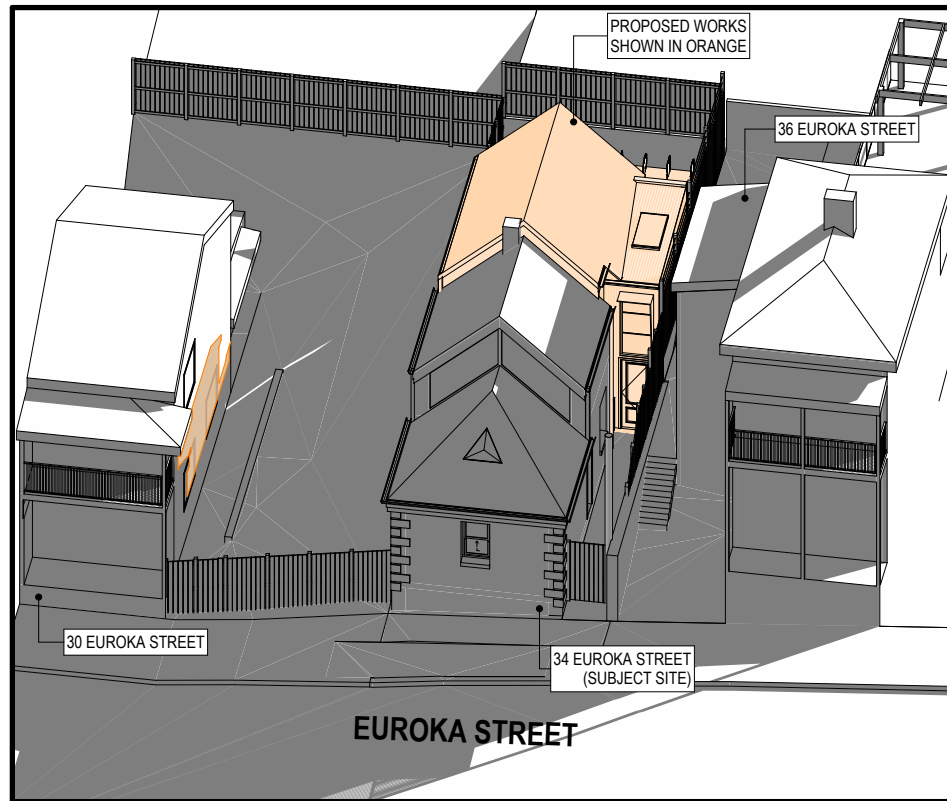 PROPOSED WORKS
SHOWN IN ORANGE
36 EUROKA STREET
30 EUROKA STREET
34 EUROKA STREET
(SUBJECT SITE)
EUROKA STREET